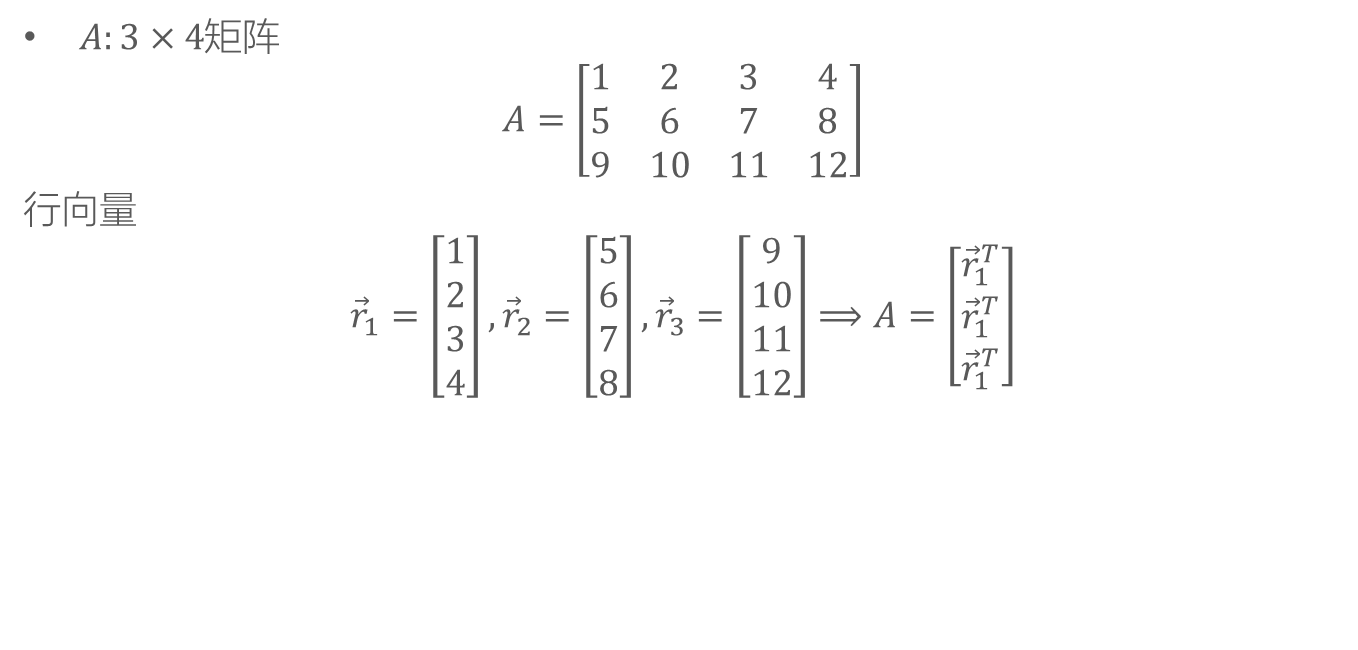 • A: 3 × 4矩阵
A = [1 2 3 4
5 6 7 8
9 10 11 12]
行向量
r⃗₁ = [1 2 3 4], r⃗₂ = [5 6 7 8], r⃗₃ = [9 10 11 12] ⟹ A = [r⃗₁ᵀ r⃗₁ᵀ r⃗₁ᵀ]